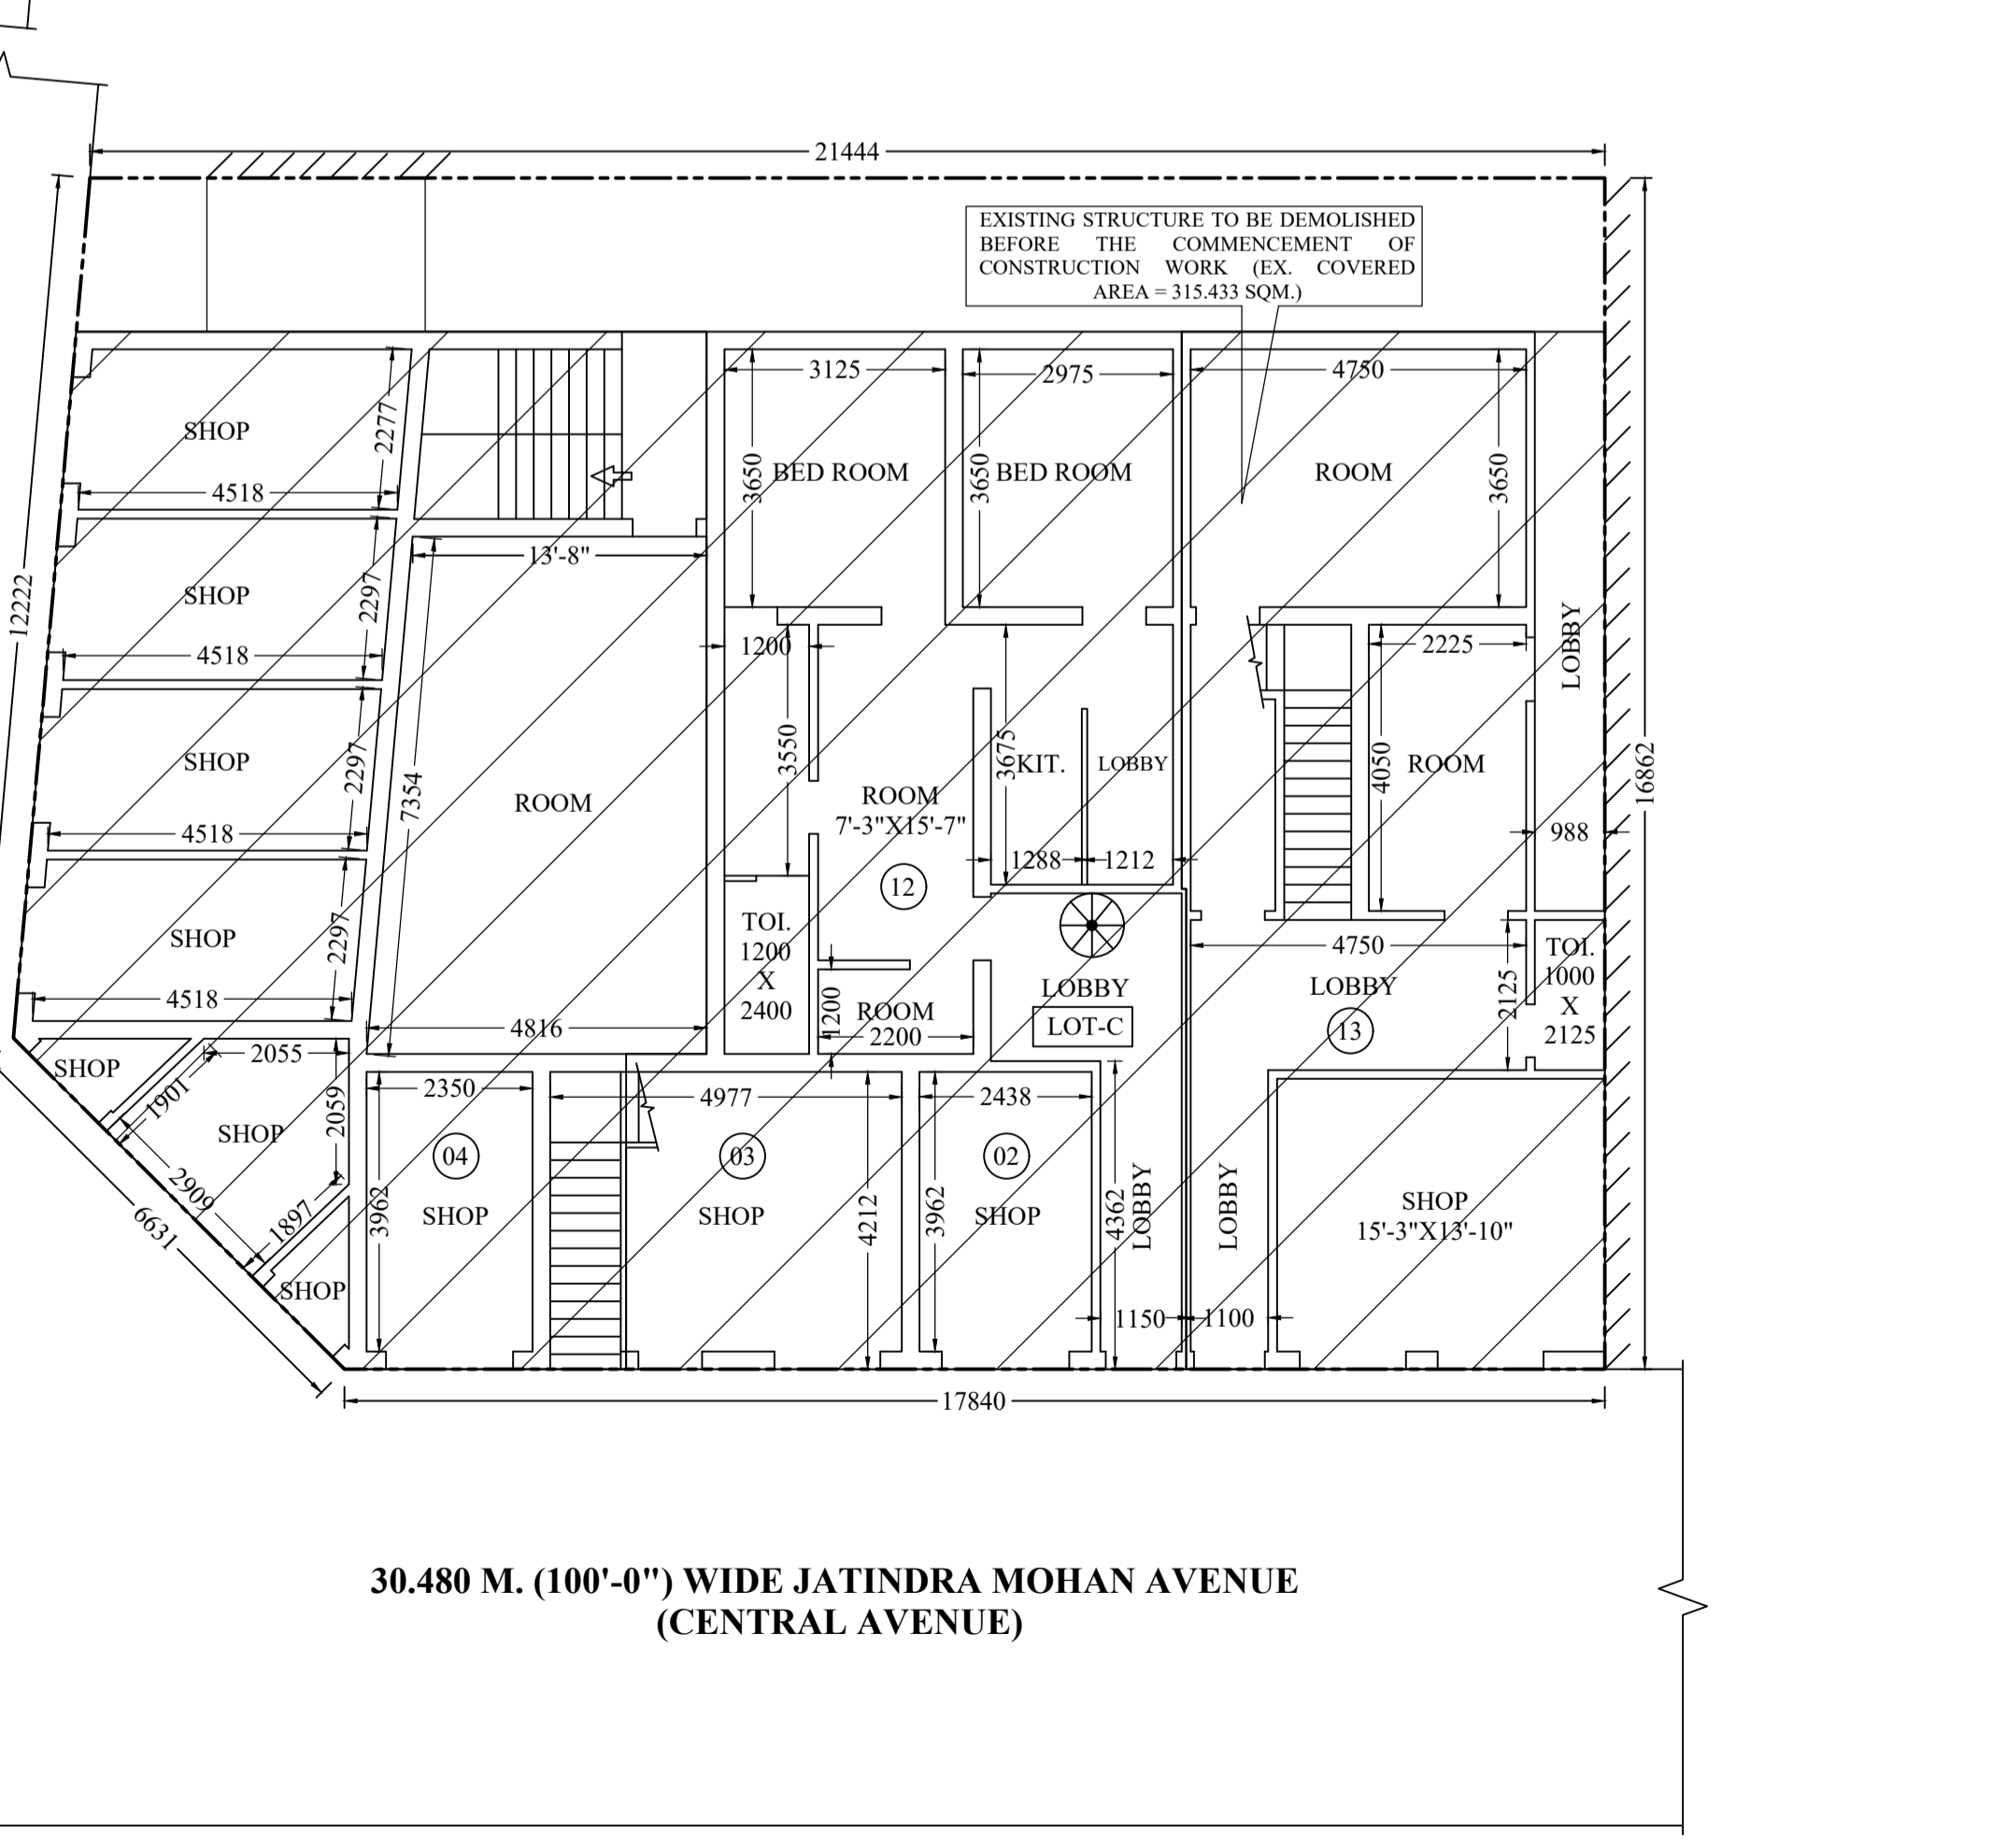 21444
EXISTING STRUCTURE TO BE DEMOLISHED
BEFORE THE COMMENCEMENT OF
CONSTRUCTION WORK (EX. COVERED
AREA = 315.433 SQM.)
3125
2975
4750
SHOP
2277
4518
3650
BED ROOM
3650
BED ROOM
ROOM
3650
13'-8"
12222
SHOP
2297
4518
1200
2225
LOBBY
SHOP
2297
4518
7354
ROOM
3550
3675
KIT.
LOBBY
4050
ROOM
16862
ROOM
7'-3"X15'-7"
1288
1212
988
12
SHOP
2297
4518
TOI.
1200
X
2400
4750
TOI.
1000
X
2125
LOBBY
LOT-C
LOBBY
13
2125
4816
1200
ROOM
2200
SHOP
2055
1901
2059
SHOP
2350
4977
2438
04
03
02
2909
1897
6631
3962
SHOP
SHOP
4212
3962
SHOP
4362
LOBBY
LOBBY
SHOP
15'-3"X13'-10"
SHOP
1150
1100
17840
30.480 M. (100'-0") WIDE JATINDRA MOHAN AVENUE
(CENTRAL AVENUE)